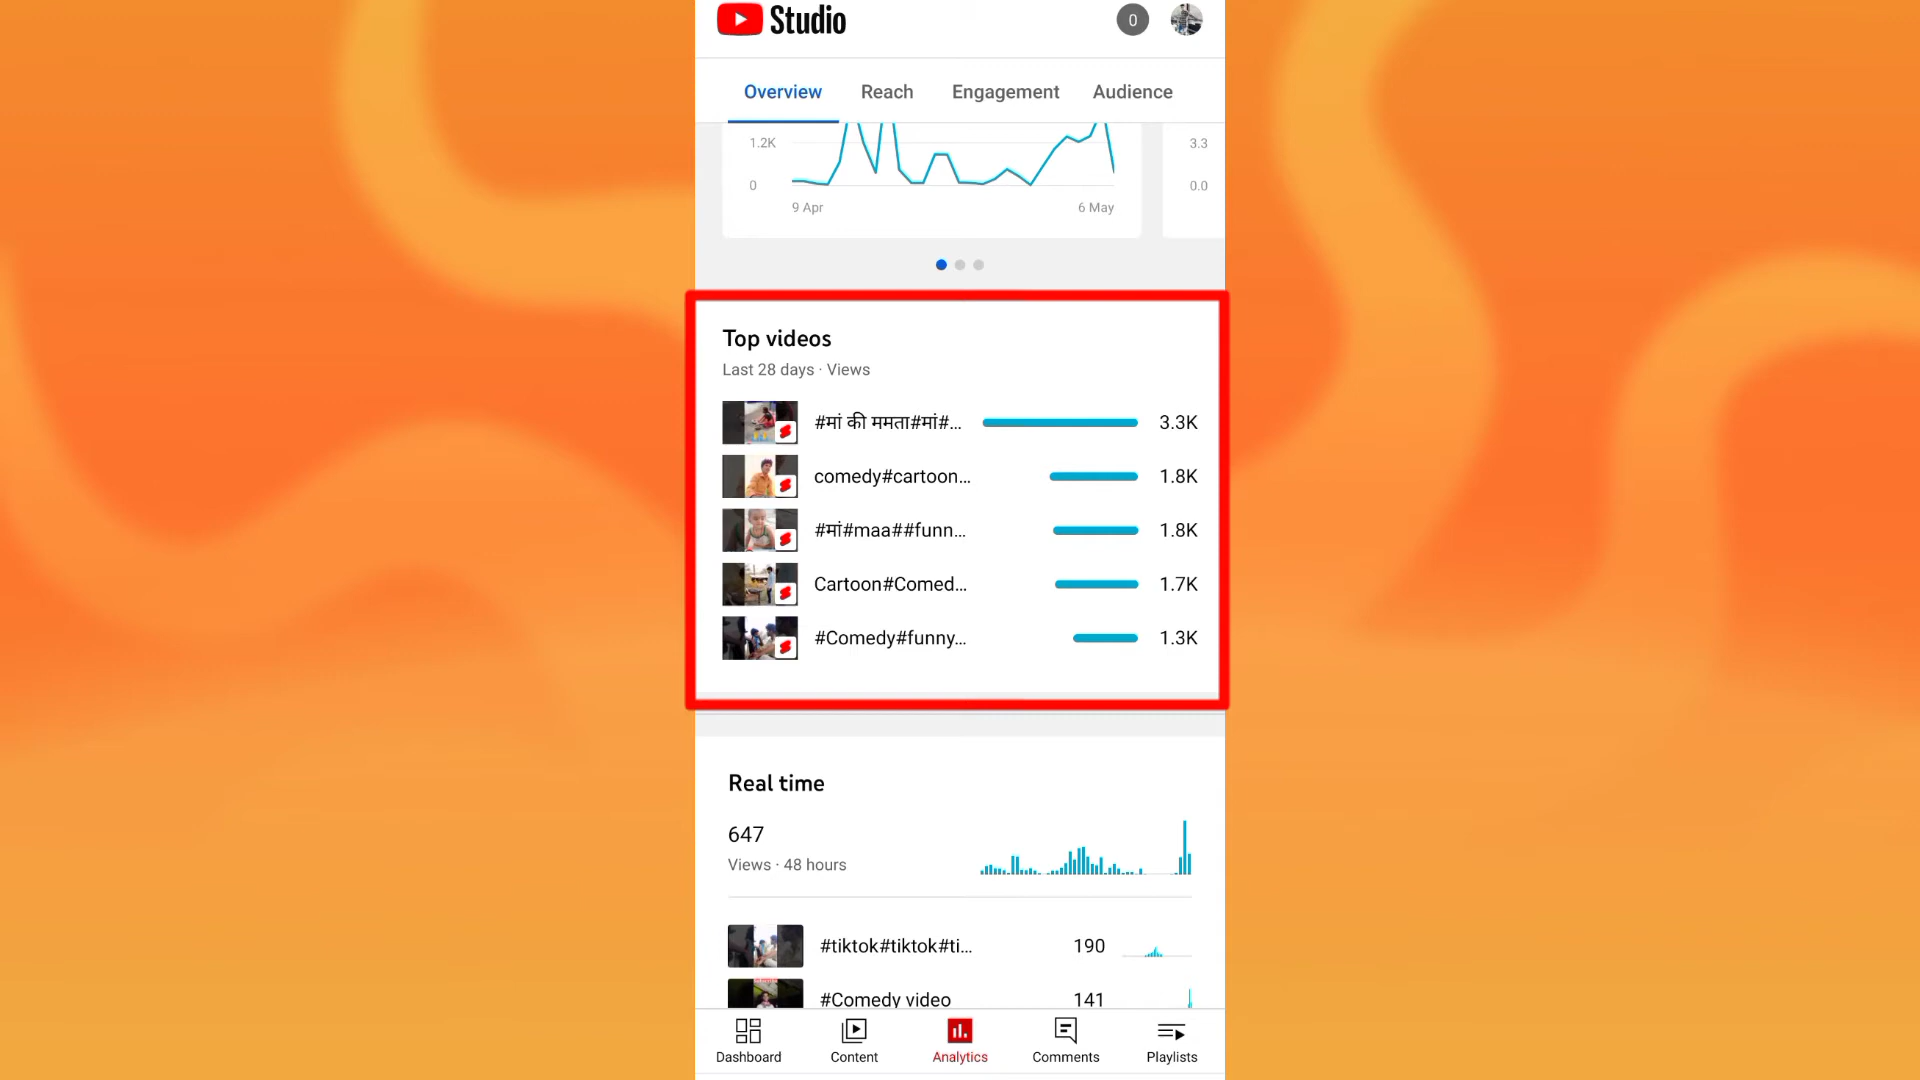 Studio
0
Overview Reach Engagement Audience
1.2K
0
9 Apr 6 May
3.3
0.0
Top videos
Last 28 days · Views
#मां की ममता#मां#... 3.3K
comedy#cartoon... 1.8K
#मां#maa##funn... 1.8K
Cartoon#Comed... 1.7K
#Comedy#funny... 1.3K
Real time
647
Views · 48 hours
#tiktok#tiktok#ti... 190
#Comedy video 141
Dashboard Content Analytics Comments Playlists